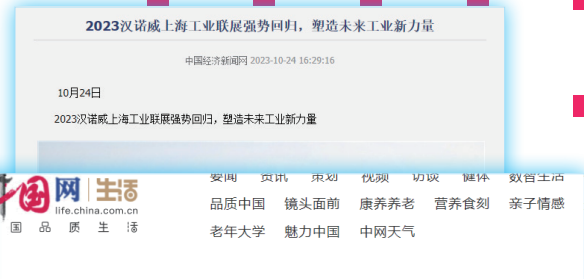 2023汉诺威上海工业联展强势回归，塑造未来工业新力量
中国经济新闻网 2023-10-24 16:29:16
10月24日
2023汉诺威上海工业联展强势回归，塑造未来工业新力量
要闻 资讯 策划 视频 访谈 健体 数智生活
中国网 生活
life.china.com.cn
中国品质生活
品质中国 镜头面前 康养养老 营养食刻 亲子情感
老年大学 魅力中国 中网天气